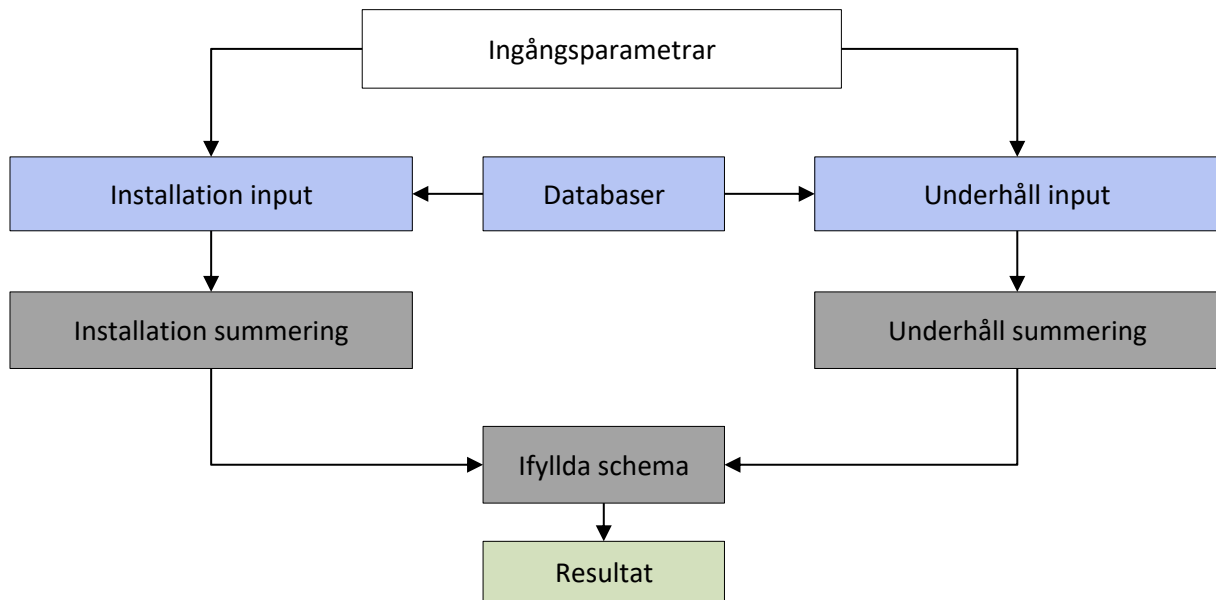 Ingångsparametrar
Installation input
Databaser
Underhåll input
Installation summering
Underhåll summering
Ifyllda schema
Resultat